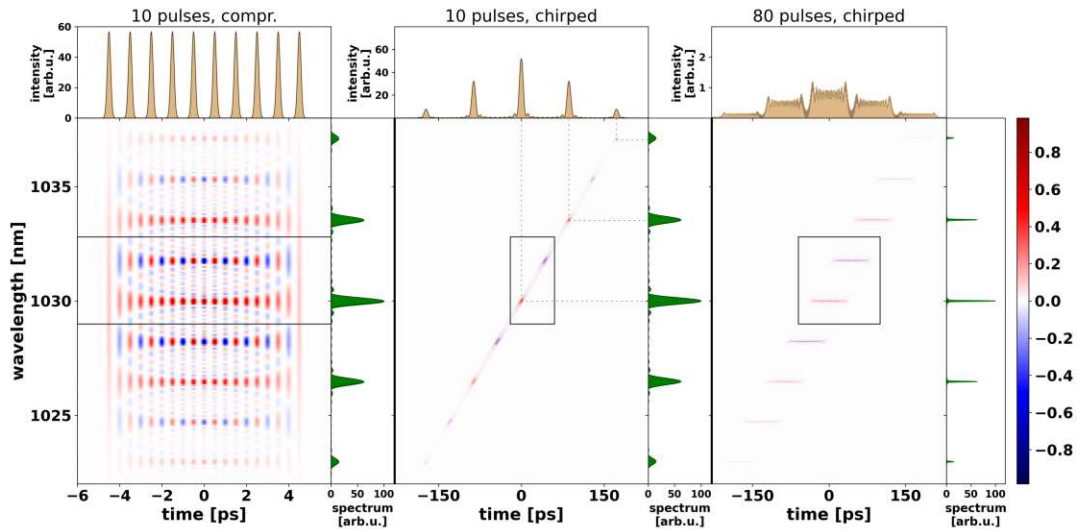 10 pulses, compr.
10 pulses, chirped
80 pulses, chirped
intensity
[arb.u.]
60
40
20
0
intensity
[arb.u.]
60
40
20
0
intensity
[arb.u.]
2
1
wavelength [nm]
1035
1030
1025
−6 −4 −2 0 2 4
time [ps]
0 50 100
spectrum
[arb.u.]
−150 0 150
time [ps]
0 50 100
spectrum
[arb.u.]
−150 0 150
time [ps]
0 50 100
spectrum
[arb.u.]
0.8
0.6
0.4
0.2
0.0
−0.2
−0.4
−0.6
−0.8